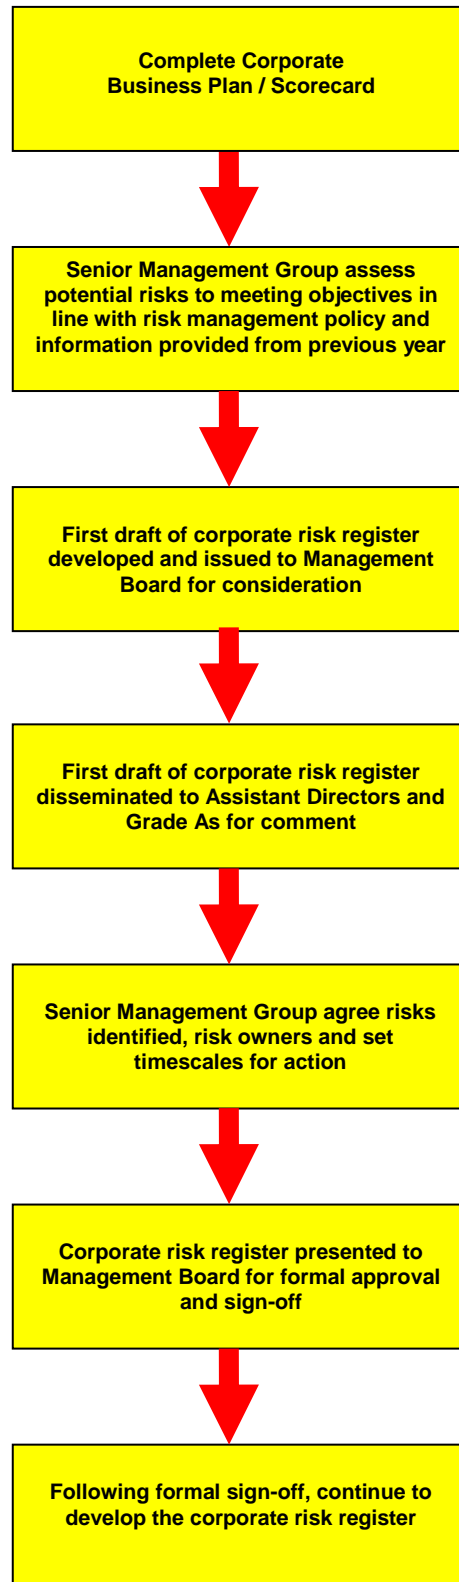 Complete Corporate
Business Plan / Scorecard
Senior Management Group assess
potential risks to meeting objectives in
line with risk management policy and
information provided from previous year
First draft of corporate risk register
developed and issued to Management
Board for consideration
First draft of corporate risk register
disseminated to Assistant Directors and
Grade As for comment
Senior Management Group agree risks
identified, risk owners and set
timescales for action
Corporate risk register presented to
Management Board for formal approval
and sign-off
Following formal sign-off, continue to
develop the corporate risk register